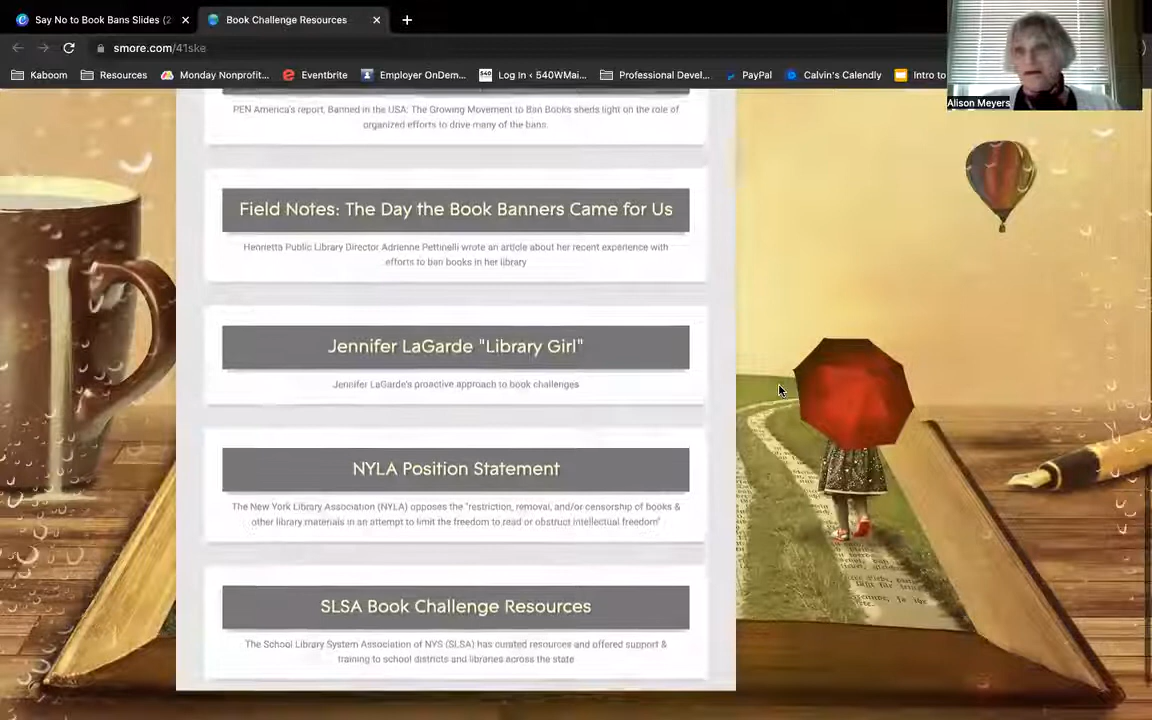 Say No to Book Bans Slides (2
Book Challenge Resources
smore.com/41ske
Kaboom
Resources
Monday Nonprofit...
Eventbrite
Employer OnDem...
Log In ‹ 540WMai...
Professional Devel...
PayPal
Calvin's Calendly
Intro to
Alison Meyers
PEN America's report, Banned in the USA: The Growing Movement to Ban Books sheds light on the role of
organized efforts to drive many of the bans.
Field Notes: The Day the Book Banners Came for Us
Henrietta Public Library Director Adrienne Pettinelli wrote an article about her recent experience with
efforts to ban books in her library
Jennifer LaGarde "Library Girl"
Jennifer LaGarde's proactive approach to book challenges
NYLA Position Statement
The New York Library Association (NYLA) opposes the "restriction, removal, and/or censorship of books &
other library materials in an attempt to limit the freedom to read or obstruct intellectual freedom"
SLSA Book Challenge Resources
The School Library System Association of NYS (SLSA) has curated resources and offered support &
training to school districts and libraries across the state